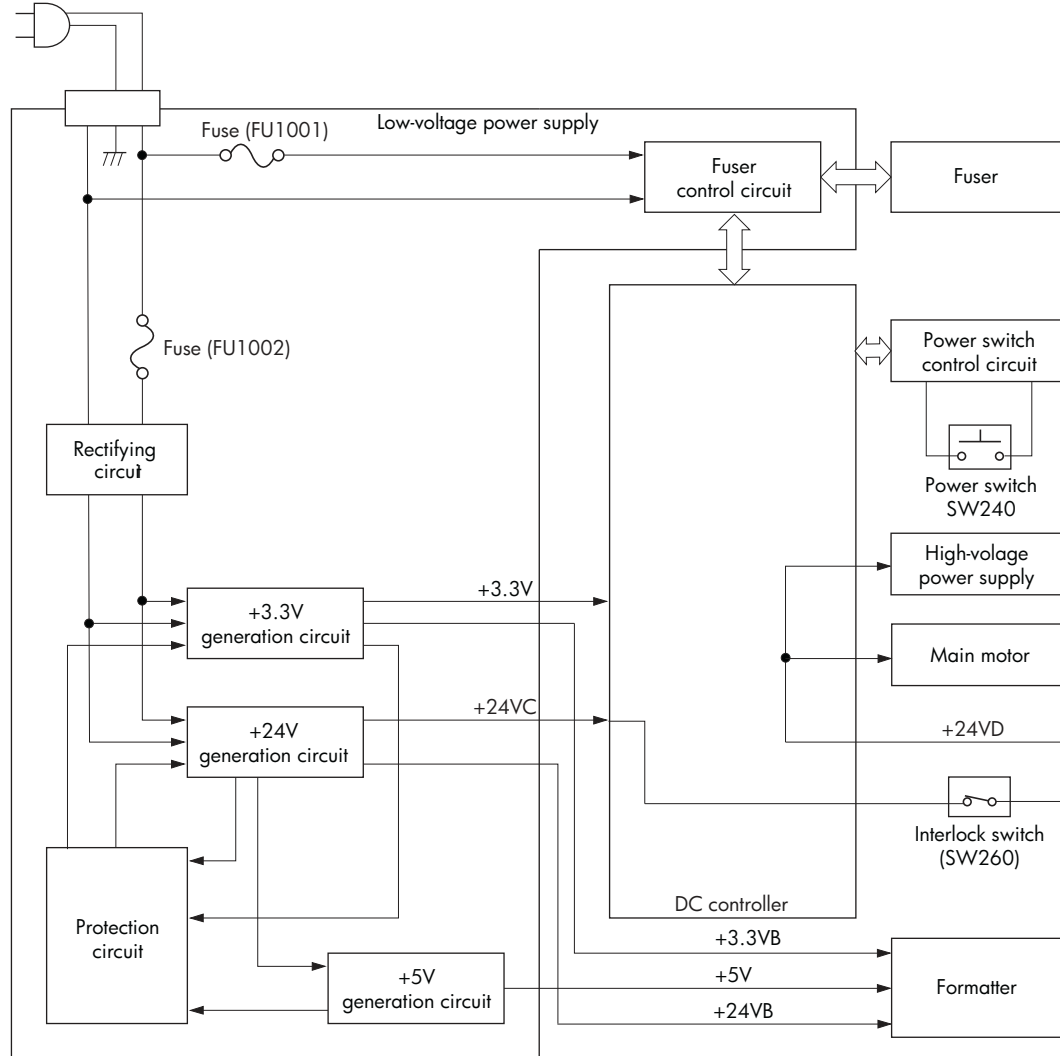 Fuse (FU1001)
Low-voltage power supply
Fuser
control circuit
Fuser
Fuse (FU1002)
Power switch
control circuit
Rectifying
circuit
Power switch
SW240
High-volage
power supply
+3.3V
+3.3V
generation circuit
Main motor
+24VC
+24V
generation circuit
+24VD
Interlock switch
(SW260)
DC controller
Protection
circuit
+3.3VB
+5V
+5V
generation circuit
Formatter
+24VB